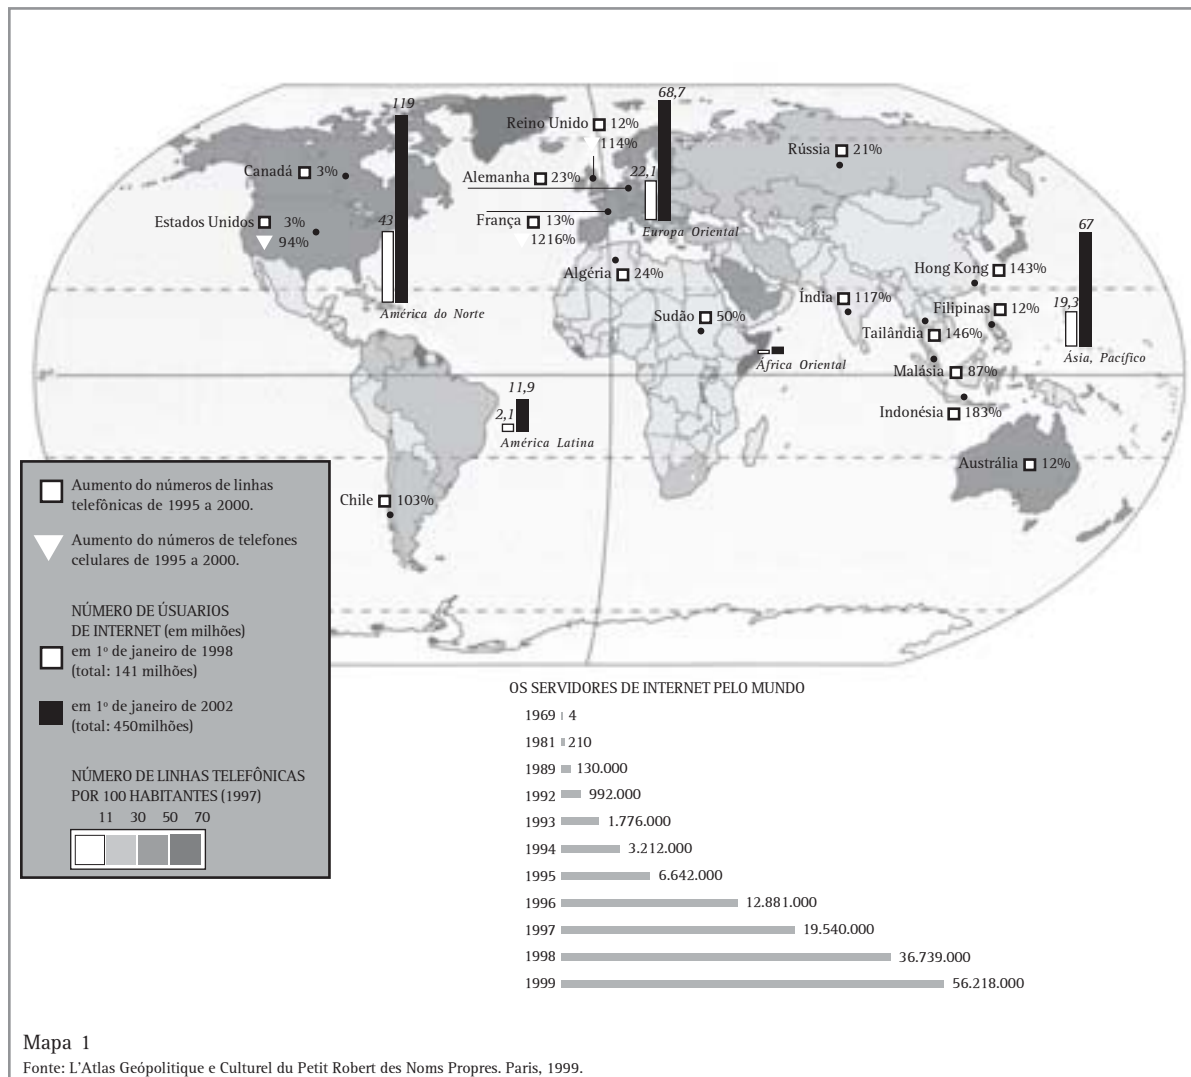 119
68,7
Reino Unido 12%
114%
Rússia 21%
Canadá 3%
Alemanha 23%
22,1
Estados Unidos 3%
94%
43
França 13%
1216%
Europa Oriental
67
Algéria 24%
Hong Kong 143%
Índia 117%
Filipinas 12%
19,3
América do Norte
Sudão 50%
Tailândia 146%
África Oriental
Ásia, Pacífico
Malásia 87%
11,9
2,1
América Latina
Indonésia 183%
Austrália 12%
Chile 103%
Aumento do números de linhas
telefônicas de 1995 a 2000.
Aumento do números de telefones
celulares de 1995 a 2000.
NÚMERO DE ÚSUARIOS
DE INTERNET (em milhões)
em 1º de janeiro de 1998
(total: 141 milhões)
em 1º de janeiro de 2002
(total: 450milhões)
NÚMERO DE LINHAS TELEFÔNICAS
POR 100 HABITANTES (1997)
11 30 50 70
OS SERVIDORES DE INTERNET PELO MUNDO
1969 4
1981 210
1989 130.000
1992 992.000
1993 1.776.000
1994 3.212.000
1995 6.642.000
1996 12.881.000
1997 19.540.000
1998 36.739.000
1999 56.218.000
Mapa 1
Fonte: L'Atlas Geópolitique e Culturel du Petit Robert des Noms Propres. Paris, 1999.